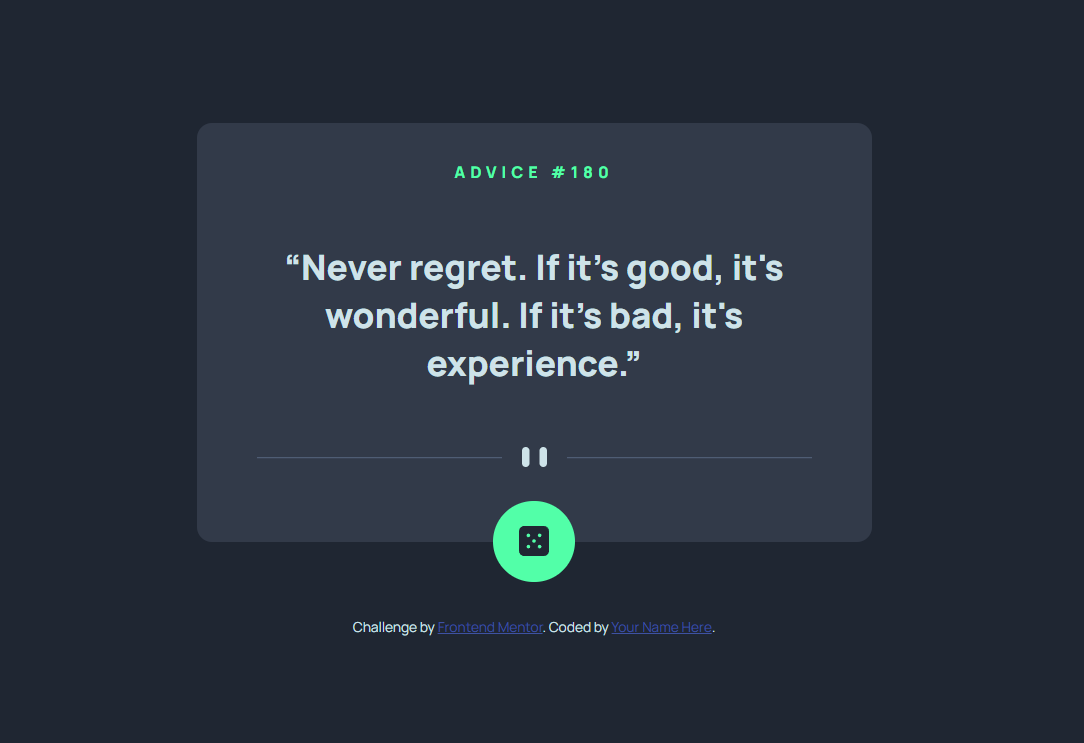 ADVICE #180
“Never regret. If it’s good, it's
wonderful. If it’s bad, it's
experience.”
Challenge by Frontend Mentor. Coded by Your Name Here.